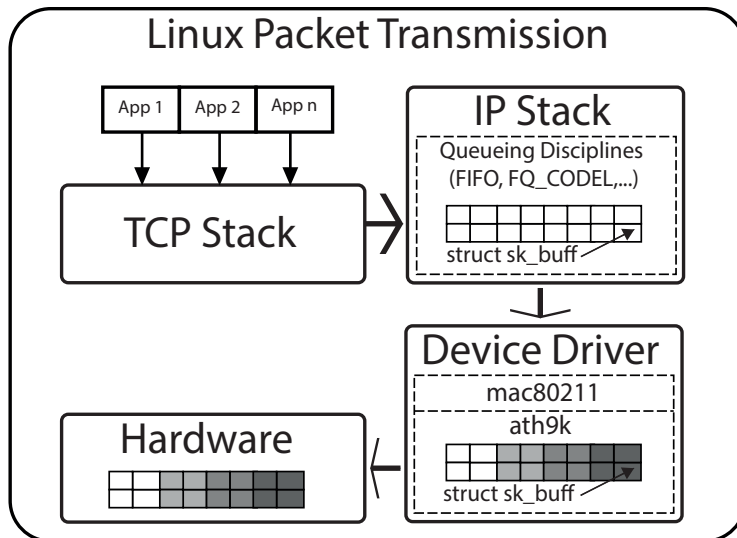 Linux Packet Transmission
App 1
App 2
App n
TCP Stack
IP Stack
Queueing Disciplines
(FIFO, FQ_CODEL,...)
struct sk_buff
Device Driver
mac80211
ath9k
struct sk_buff
Hardware